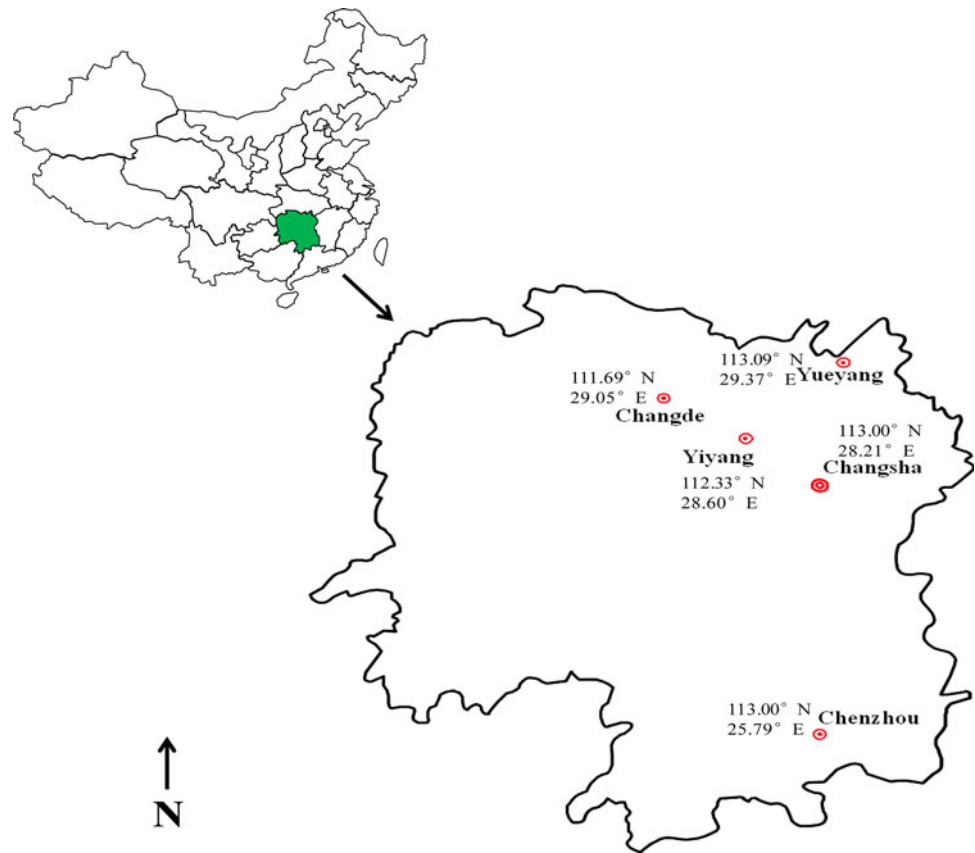 113.09° N
29.37° E
Yueyang
111.69° N
29.05° E
Changde
113.00° N
28.21° E
Changsha
Yiyang
112.33° N
28.60° E
113.00° N
25.79° E
Chenzhou
N